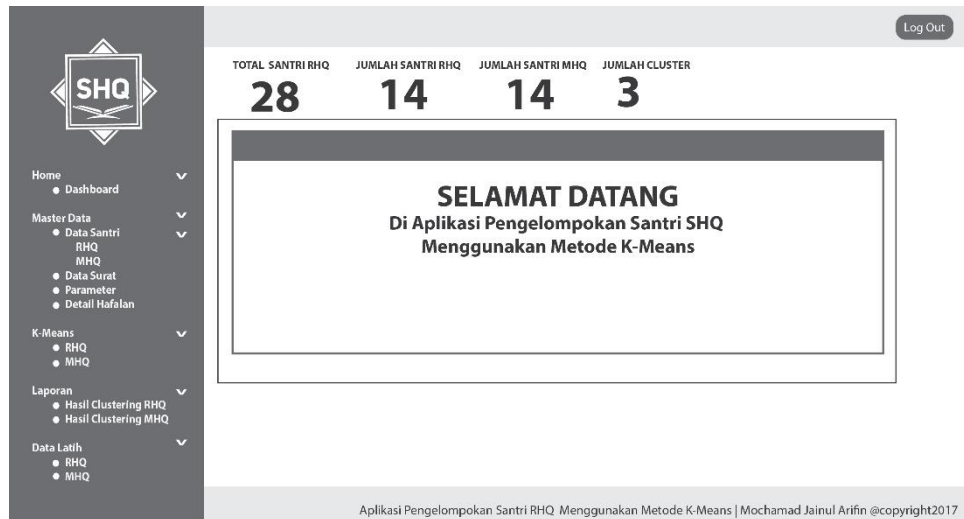 SHQ
Home
Dashboard
Master Data
Data Santri
RHQ
MHQ
Data Surat
Parameter
Detail Hafalan
K-Means
RHQ
MHQ
Laporan
Hasil Clustering RHQ
Hasil Clustering MHQ
Data Latih
RHQ
MHQ
Log Out
TOTAL SANTRI RHQ
28
JUMLAH SANTRI RHQ
14
JUMLAH SANTRI MHQ
14
JUMLAH CLUSTER
3
SELAMAT DATANG
Di Aplikasi Pengelompokan Santri SHQ
Menggunakan Metode K-Means
Aplikasi Pengelompokan Santri RHQ Menggunakan Metode K-Means | Mochamad Jainul Arifin @copyright2017